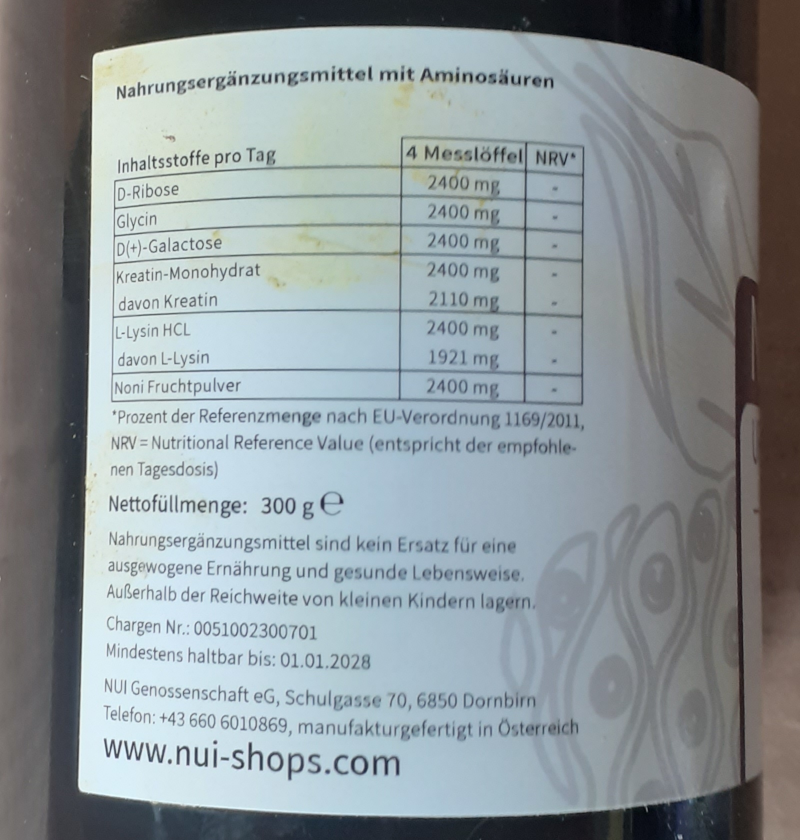 Nahrungsergänzungsmittel mit Aminosäuren
Inhaltsstoffe pro Tag 4 Messlöffel NRV*
D-Ribose 2400 mg -
Glycin 2400 mg -
D(+)-Galactose 2400 mg -
Kreatin-Monohydrat 2400 mg -
davon Kreatin 2110 mg -
L-Lysin HCL 2400 mg -
davon L-Lysin 1921 mg -
Noni Fruchtpulver 2400 mg -
*Prozent der Referenzmenge nach EU-Verordnung 1169/2011,
NRV = Nutritional Reference Value (entspricht der empfohle-
nen Tagesdosis)
Nettofüllmenge: 300 g ℮
Nahrungsergänzungsmittel sind kein Ersatz für eine
ausgewogene Ernährung und gesunde Lebensweise.
Außerhalb der Reichweite von kleinen Kindern lagern.
Chargen Nr.: 0051002300701
Mindestens haltbar bis: 01.01.2028
NUI Genossenschaft eG, Schulgasse 70, 6850 Dornbirn
Telefon: +43 660 6010869, manufakturgefertigt in Österreich
www.nui-shops.com